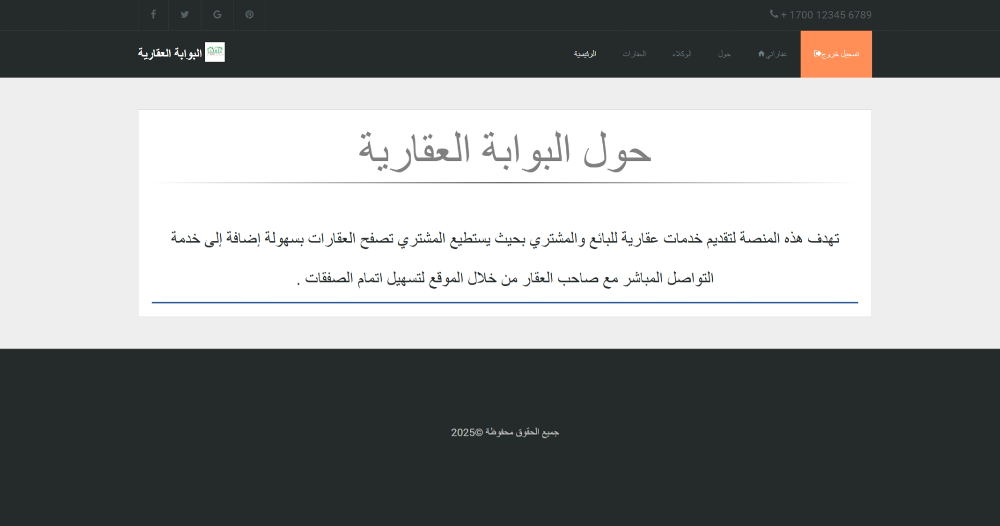 + 1700 12345 6789
البوابة العقارية
الرئيسية
العقارات
الوكلاء
حول
عقاراتي
تسجيل خروج
حول البوابة العقارية
تهدف هذه المنصة لتقديم خدمات عقارية للبائع والمشتري بحيث يستطيع المشتري تصفح العقارات بسهولة إضافة إلى خدمة
التواصل المباشر مع صاحب العقار من خلال الموقع لتسهيل اتمام الصفقات .
جميع الحقوق محفوظة ©2025